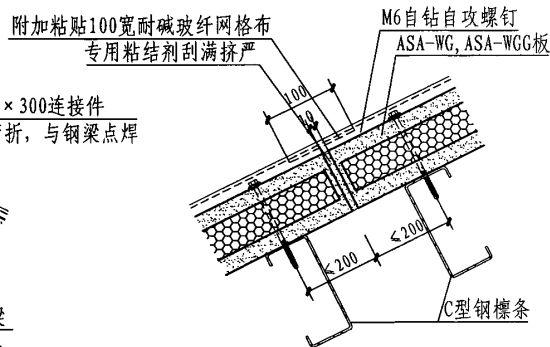 附加粘贴100宽耐碱玻纤网格布
专用粘结剂刮满挤严
M6自钻自攻螺钉
ASA-WG, ASA-WGG板
×300连接件
折, 与钢梁点焊
100
10
≤200
≤200
C型钢檩条